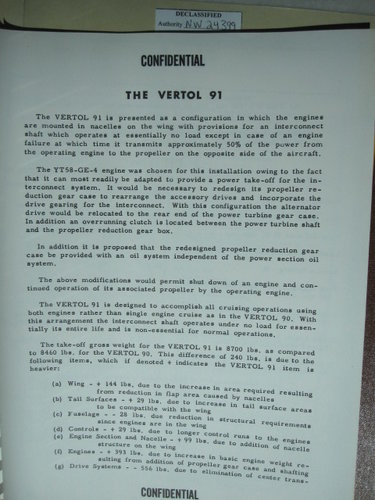 DECLASSIFIED
Authority NW 24399
CONFIDENTIAL
THE VERTOL 91
The VERTOL 91 is presented as a configuration in which the engines
are mounted in nacelles on the wing with provisions for an interconnect
shaft which operates at essentially no load except in case of an engine
failure at which time it transmits approximately 50% of the power from
the operating engine to the propeller on the opposite side of the aircraft.
The YT58-GE-4 engine was chosen for this installation owing to the fact
that it can most readily be adapted to provide a power take-off for the in-
terconnect system. It would be necessary to redesign its propeller re-
duction gear case to rearrange the accessory drives and incorporate the
drive gearing for the interconnect. With this configuration the alternator
drive would be relocated to the rear end of the power turbine gear case.
In addition an overrunning clutch is located between the power turbine shaft
and the propeller reduction gear box.
In addition it is proposed that the redesigned propeller reduction gear
case be provided with an oil system independent of the power section oil
system.
The above modifications would permit shut down of an engine and con-
tinued operation of its associated propeller by the operating engine.
The VERTOL 91 is designed to accomplish all cruising operations using
both engines rather than single engine cruise as in the VERTOL 90. With
this arrangement the interconnect shaft operates under no load for essen-
tially its entire life and is non-essential for normal operations.
The take-off gross weight for the VERTOL 91 is 8700 lbs. as compared
to 8460 lbs. for the VERTOL 90. This difference of 240 lbs. is due to the
following items, which if denoted + indicates the VERTOL 91 item is
heavier:
(a) Wing - + 144 lbs. due to the increase in area required resulting
from reduction in flap area caused by nacelles
(b) Tail Surfaces - + 29 lbs. due to increase in tail surface areas
to be compatible with the wing
(c) Fuselage - - 28 lbs. due reduction in structural requirements
since engines are in the wing
(d) Controls - + 29 lbs. due to longer control runs to the engines
(e) Engine Section and Nacelle - + 99 lbs. due to addition of nacelle
structure on the wing
(f) Engines - + 393 lbs. due to increase in basic engine weight re-
sulting from addition of propeller gear case and shafting
(g) Drive Systems - - 556 lbs. due to elimination of center trans-
CONFIDENTIAL